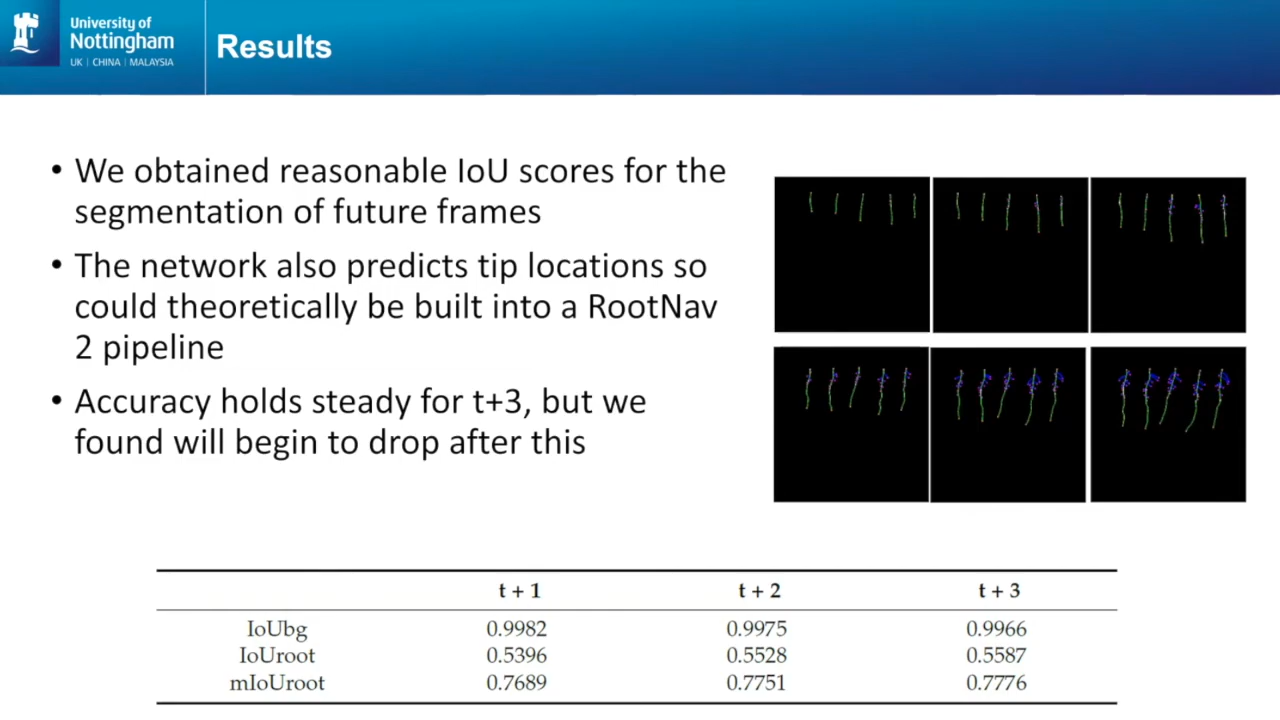 University of
Nottingham
UK | CHINA | MALAYSIA
Results
• We obtained reasonable IoU scores for the
segmentation of future frames
• The network also predicts tip locations so
could theoretically be built into a RootNav
2 pipeline
• Accuracy holds steady for t+3, but we
found will begin to drop after this
t + 1 t + 2 t + 3
IoUbg 0.9982 0.9975 0.9966
IoUroot 0.5396 0.5528 0.5587
mIoUroot 0.7689 0.7751 0.7776